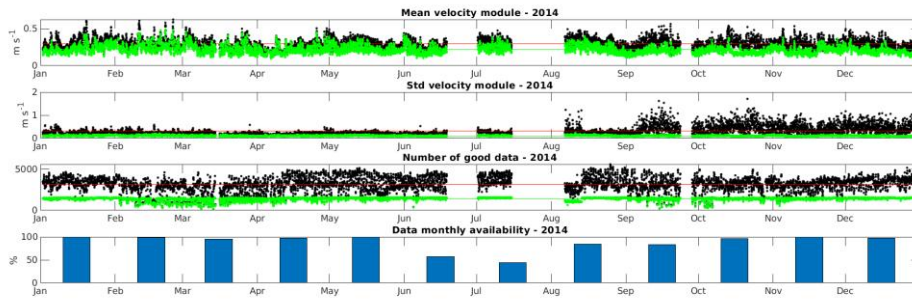 Mean velocity module - 2014
m s⁻¹
0.5
0
Jan Feb Mar Apr May Jun Jul Aug Sep Oct Nov Dec
Std velocity module - 2014
m s⁻¹
2
1
0
Jan Feb Mar Apr May Jun Jul Aug Sep Oct Nov Dec
Number of good data - 2014
5000
0
Jan Feb Mar Apr May Jun Jul Aug Sep Oct Nov Dec
Data monthly availability - 2014
%
100
50
0
Jan Feb Mar Apr May Jun Jul Aug Sep Oct Nov Dec